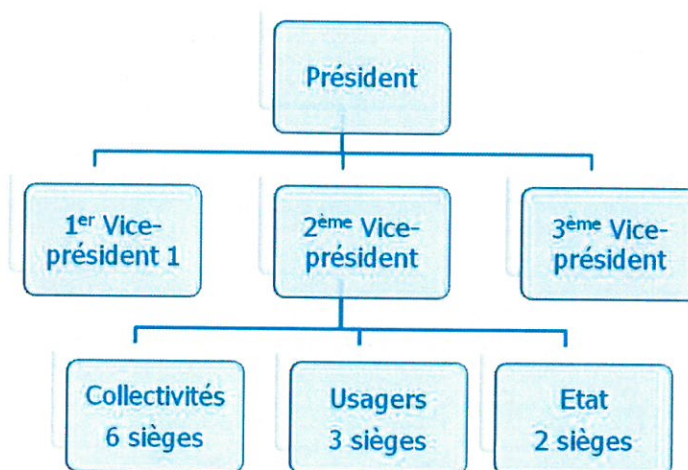 Président
1er Vice-
président 1
2ème Vice-
président
3ème Vice-
président
Collectivités
6 sièges
Usagers
3 sièges
Etat
2 sièges